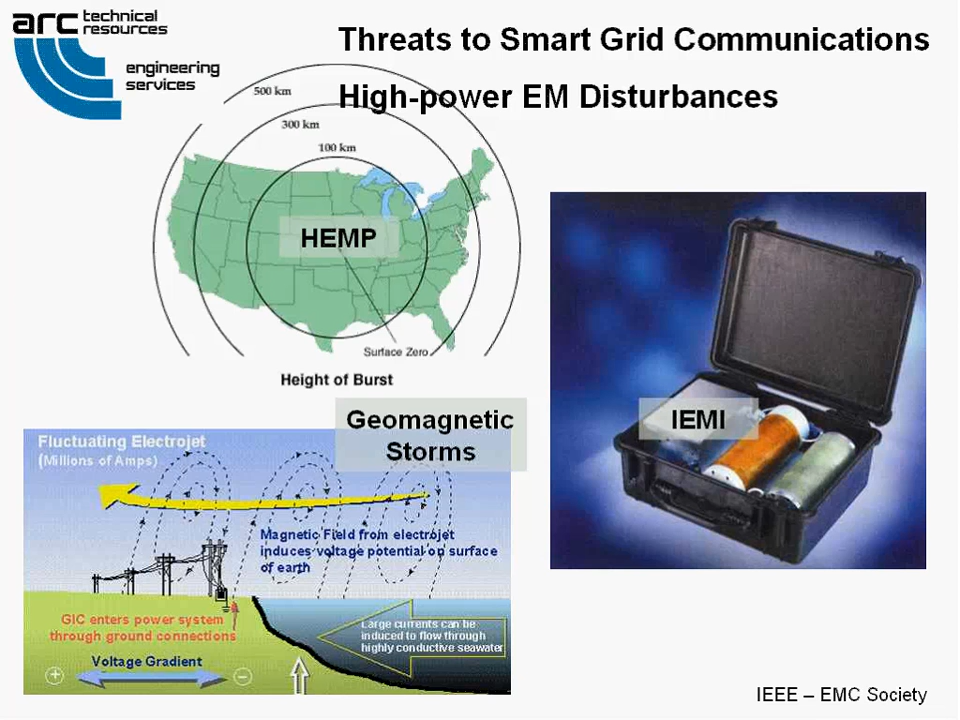 arc technical
resources
engineering
services
Threats to Smart Grid Communications
High-power EM Disturbances
500 km
300 km
100 km
HEMP
Surface Zero
Height of Burst
IEMI
Geomagnetic
Storms
Fluctuating Electrojet
(Millions of Amps)
Magnetic Field from electrojet
induces voltage potential on surface
of earth
GIC enters power system
through ground connections
Large currents can be
induced to flow through
highly conductive seawater
Voltage Gradient
+
−
IEEE – EMC Society